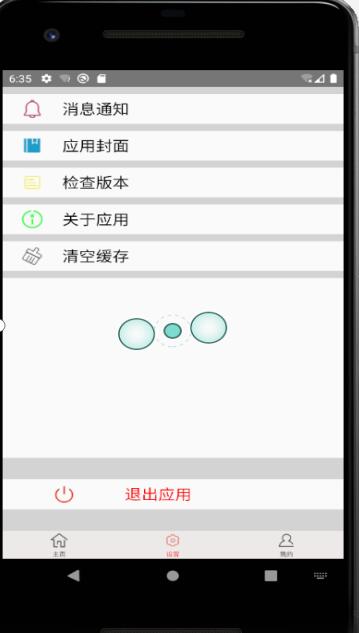 6:35
消息通知
应用封面
检查版本
关于应用
清空缓存
退出应用
主页 设置 我的